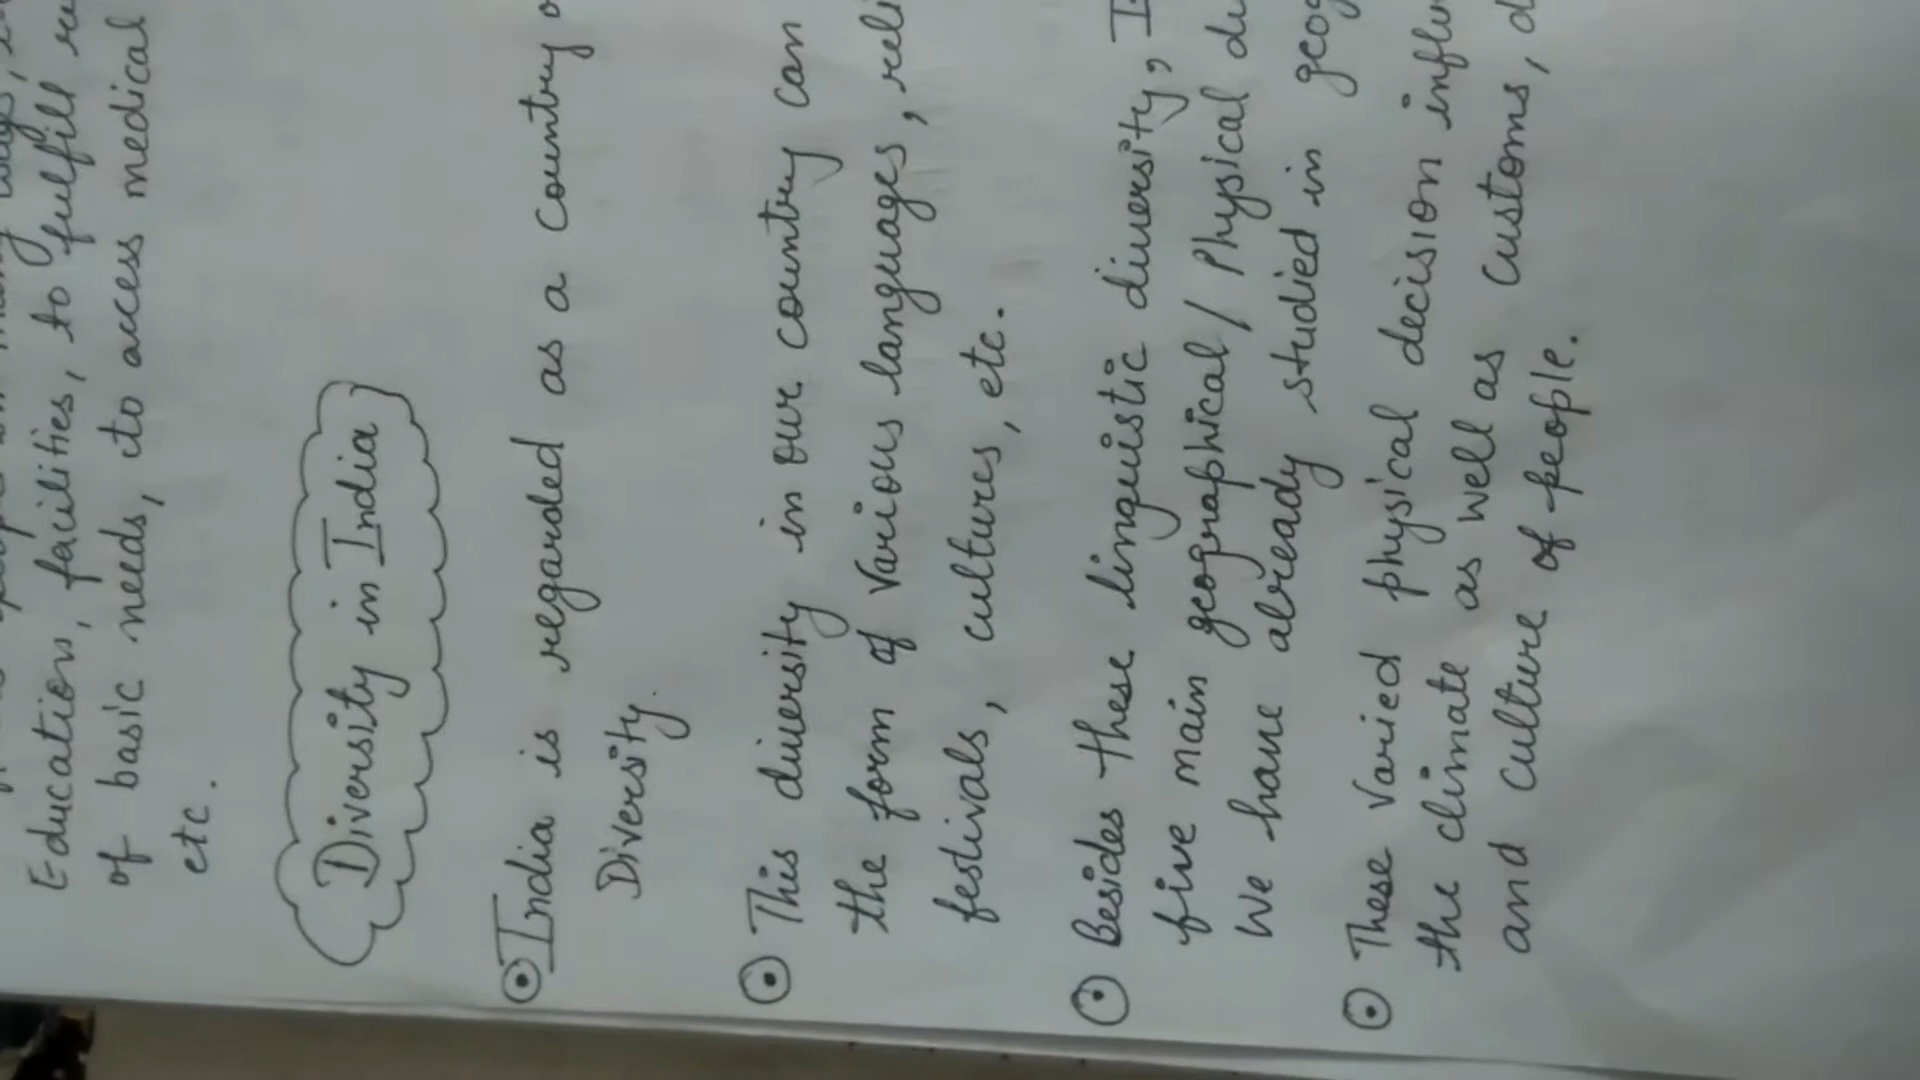 Education, facilities, to fulfill
of basic needs, to access medical
etc.
Diversity in India
India is regarded as a country
Diversity.
This diversity in our country can
the form of various languages,
festivals, cultures, etc.
Besides these linguistic diversity,
five main geographical / Physical
We have already studied in
These varied physical decision
the climate as well as customs,
and culture of people.